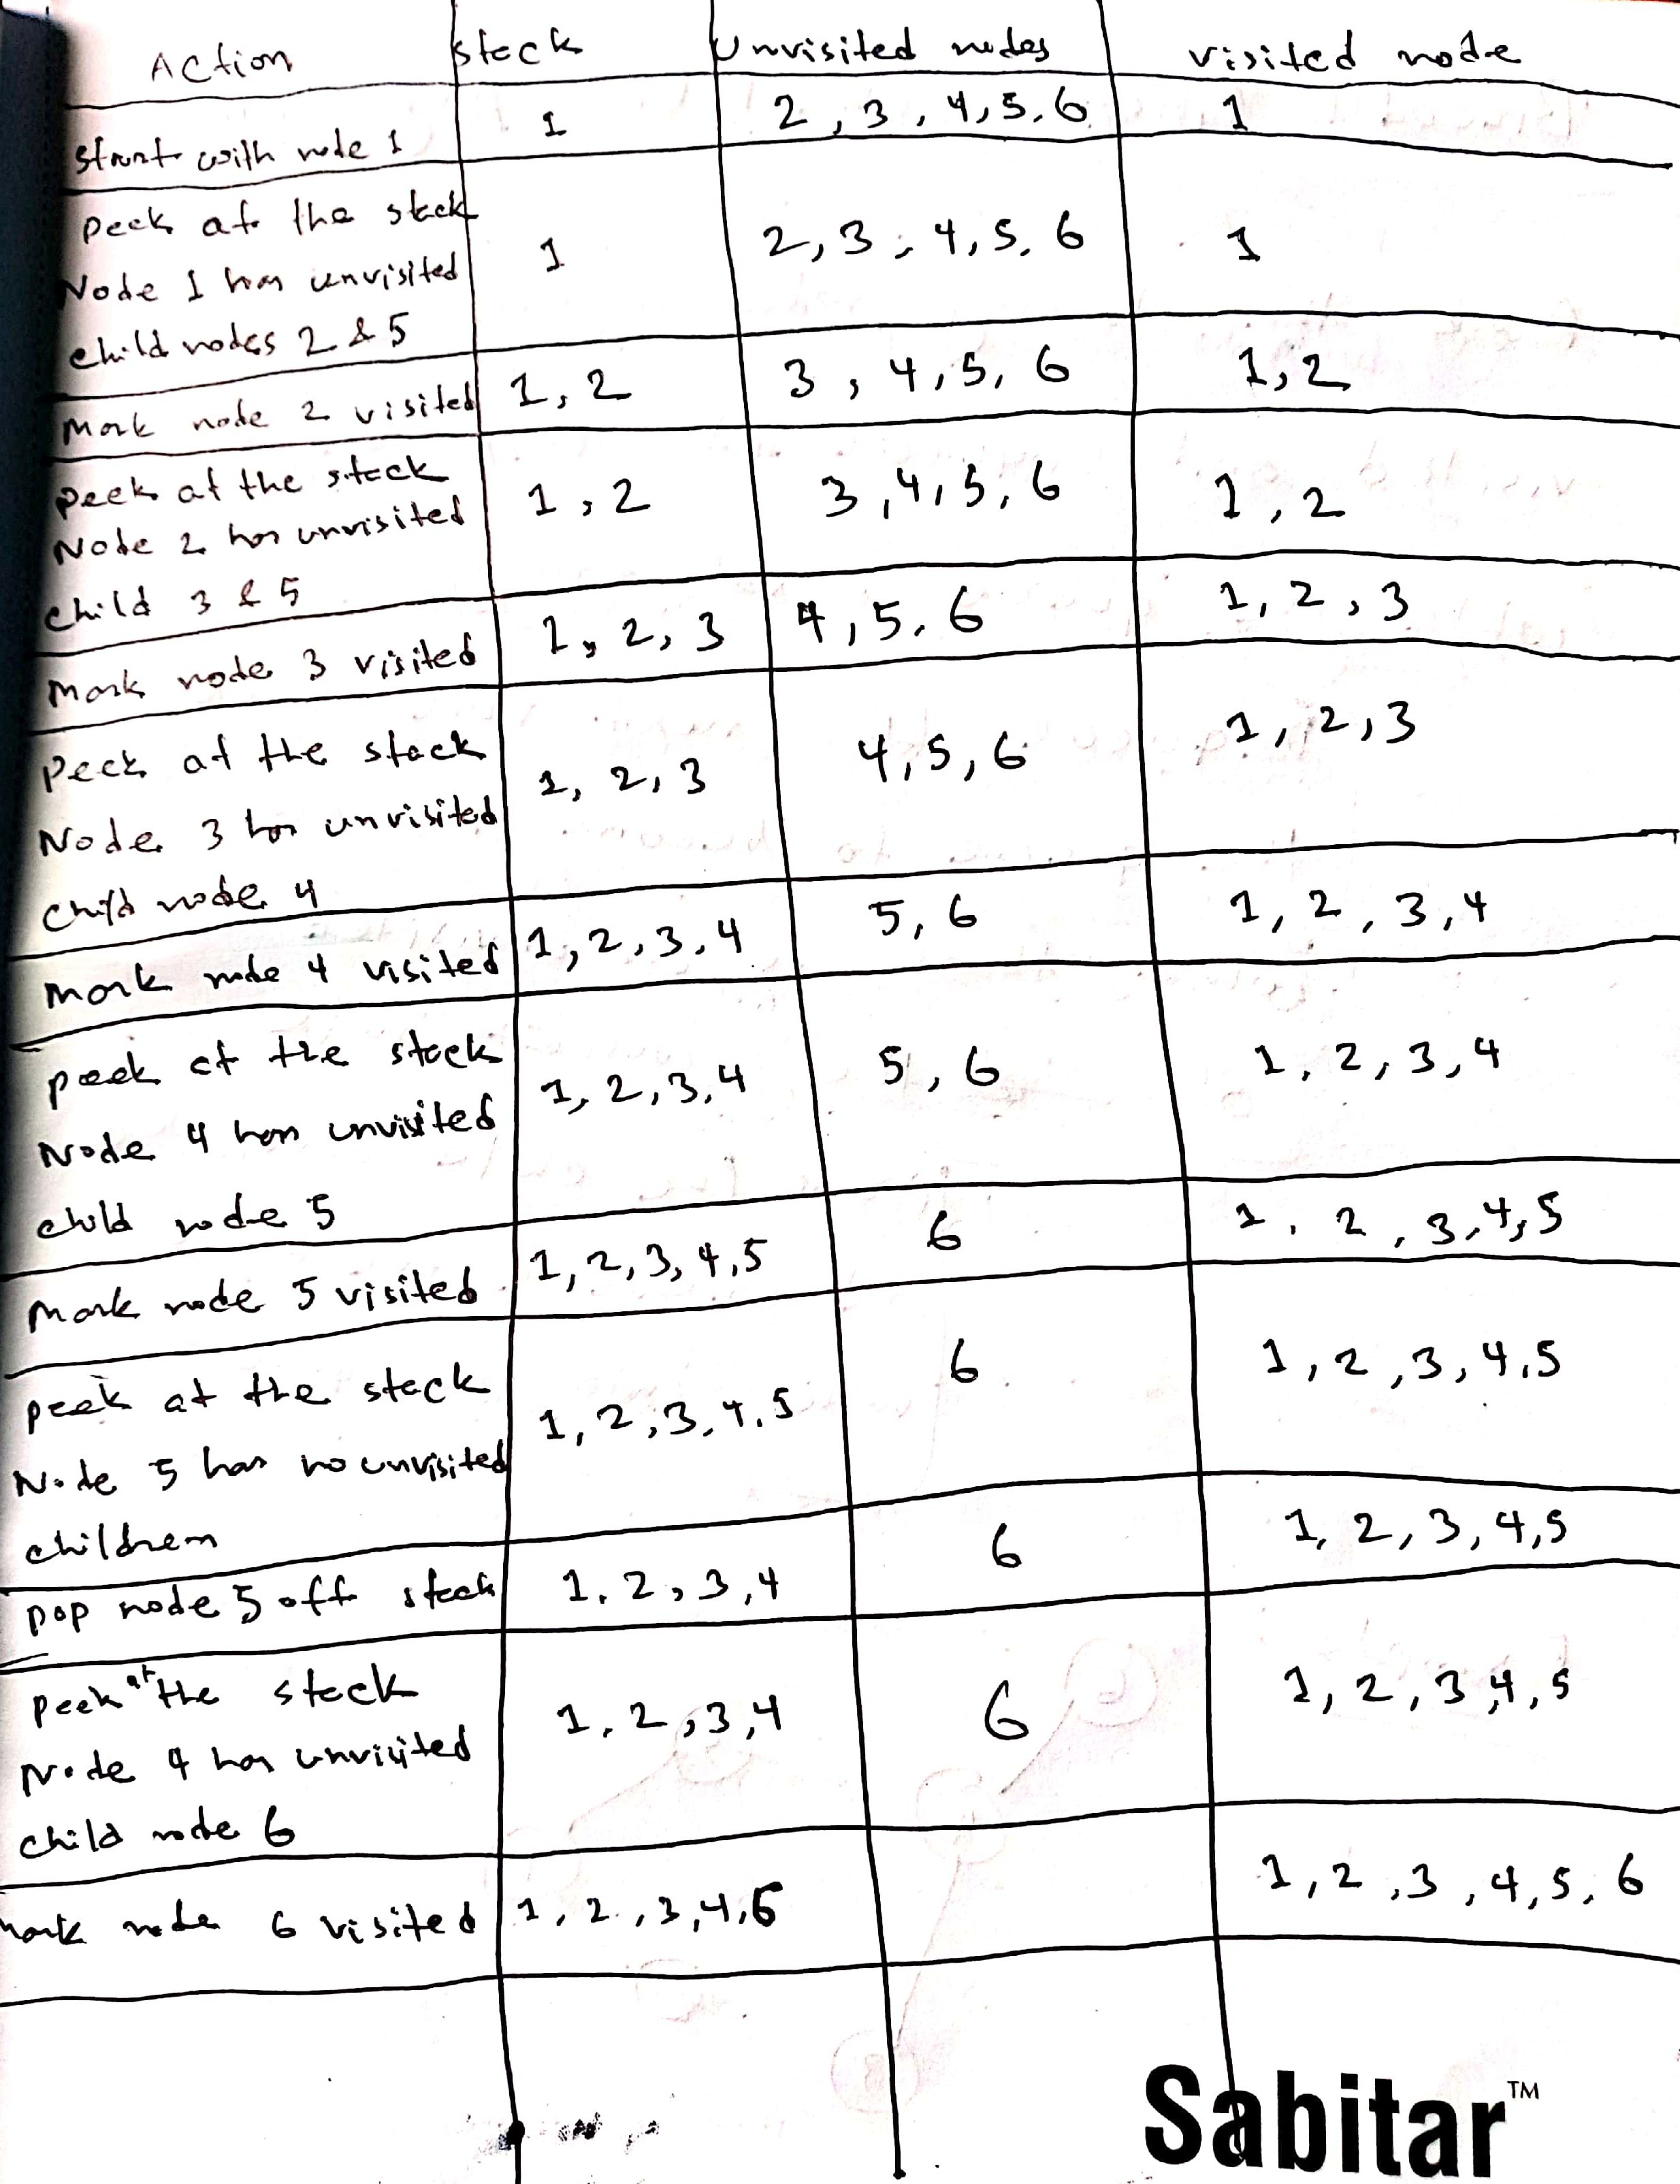 Action stack Unvisited nodes visited node
start with node 1 1 2, 3, 4, 5, 6 1
peek at the stack
Node 1 has unvisited 1 2, 3, 4, 5, 6 1
child nodes 2 & 5
Mark node 2 visited 1, 2 3, 4, 5, 6 1, 2
peek at the stack
Node 2 has unvisited 1, 2 3, 4, 5, 6 1, 2
child 3 & 5
Mark node 3 visited 1, 2, 3 4, 5, 6 1, 2, 3
Peek at the stack
Node 3 has unvisited 1, 2, 3 4, 5, 6 1, 2, 3
child node 4
Mark node 4 visited 1, 2, 3, 4 5, 6 1, 2, 3, 4
peek at the stack
Node 4 has unvisited 1, 2, 3, 4 5, 6 1, 2, 3, 4
child node 5
Mark node 5 visited 1, 2, 3, 4, 5 6 1, 2, 3, 4, 5
peek at the stack
Node 5 has no unvisited 1, 2, 3, 4, 5 6 1, 2, 3, 4, 5
children
pop node 5 off stack 1, 2, 3, 4 6 1, 2, 3, 4, 5
Peek at the stack
Node 4 has unvisited 1, 2, 3, 4 6 1, 2, 3, 4, 5
child node 6
Mark node 6 visited 1, 2, 3, 4, 6 1, 2, 3, 4, 5, 6
Sabitar™